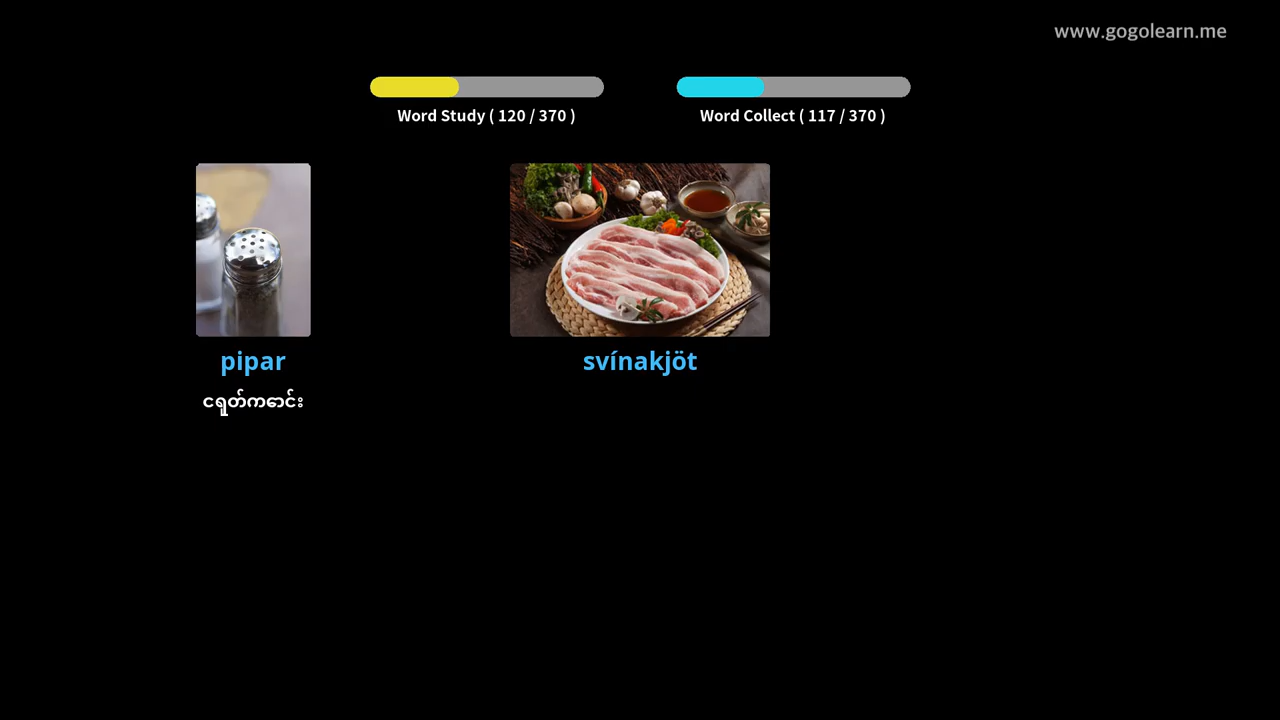 www.gogolearn.me
Word Study ( 120 / 370 )
Word Collect ( 117 / 370 )
pipar
svínakjöt
ငရုတ်ကောင်း